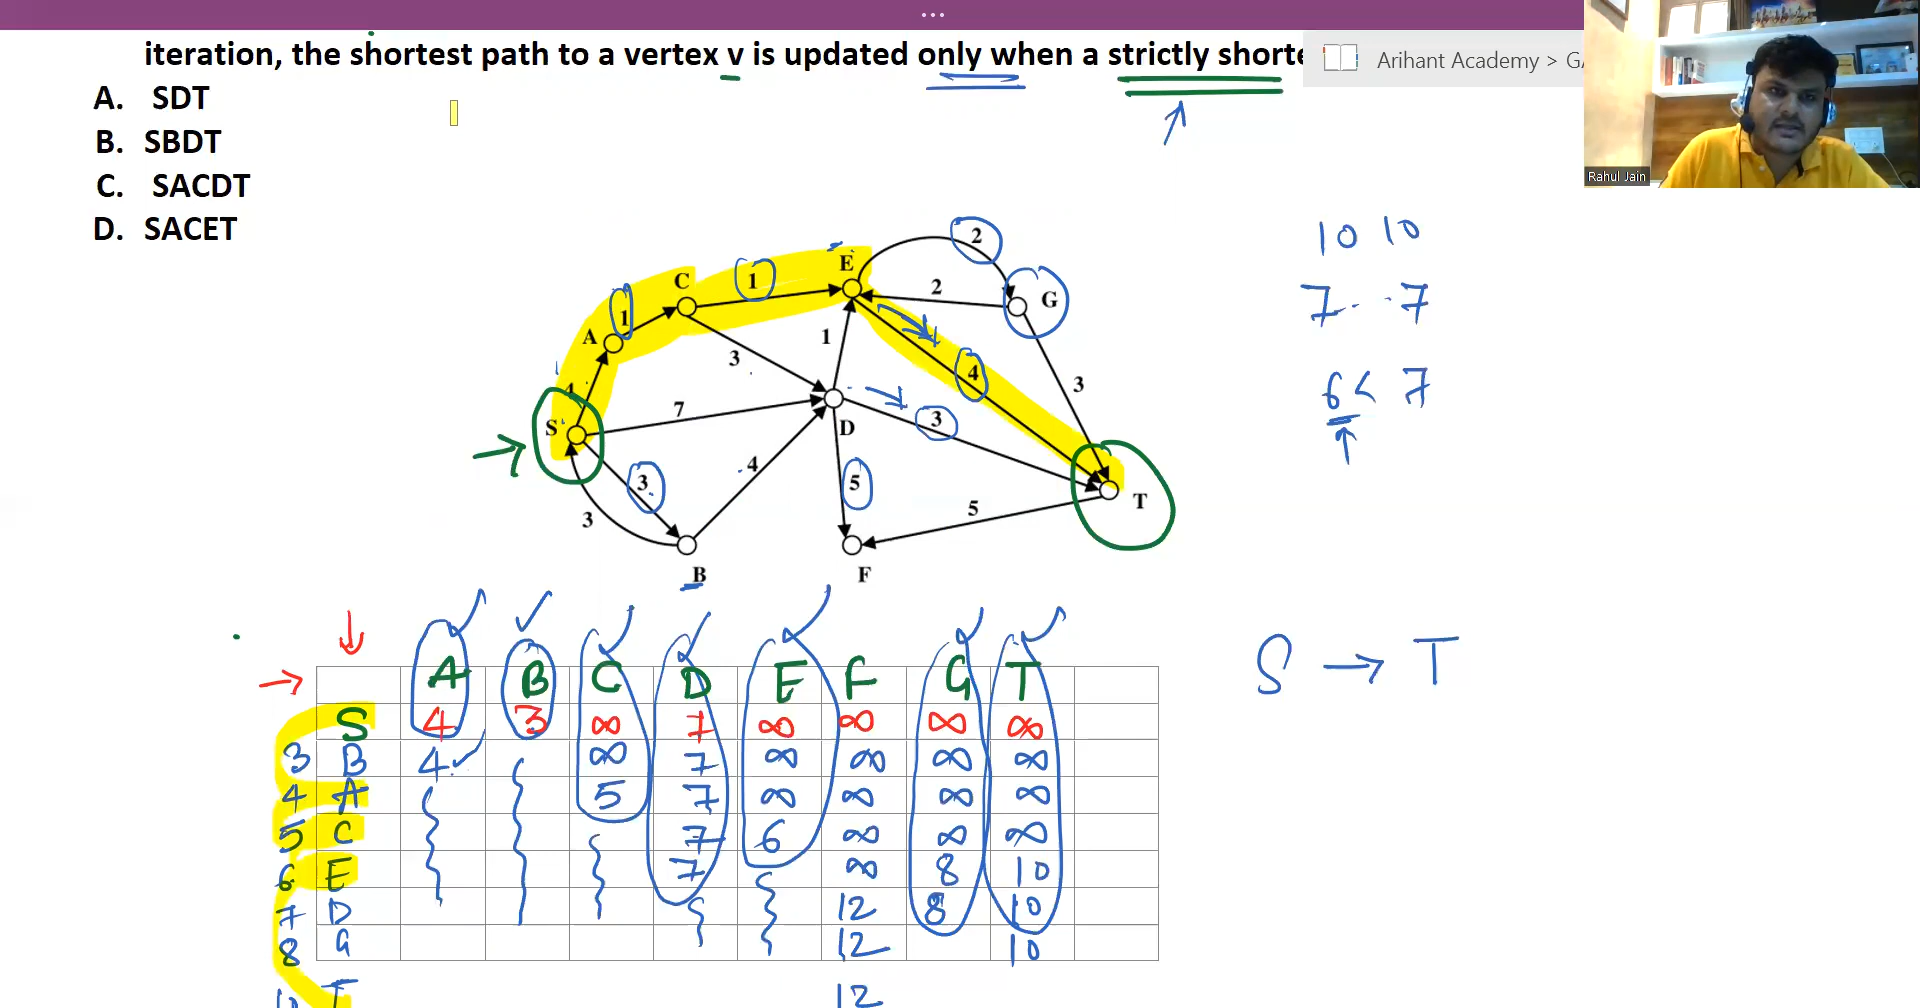 ...
iteration, the shortest path to a vertex v is updated only when a strictly shorte
Arihant Academy > G
A. SDT
B. SBDT
C. SACDT
D. SACET
Rahul Jain
10 10
7 7
6 < 7
2
E
C
1
2
G
1
A
1
3
4
3
4
7
S
3
D
3
4
5
T
3
5
B
F
S → T
A B C D E F G T
S 4 3 ∞ 7 ∞ ∞ ∞ ∞
3 B 4 ∞ 7 ∞ ∞ ∞ ∞
4 A 5 7 ∞ ∞ ∞ ∞
5 C 7 6 ∞ ∞ ∞
6 E 7 ∞ 8 10
7 D 12 8 10
8 G 12 10
10 T 12